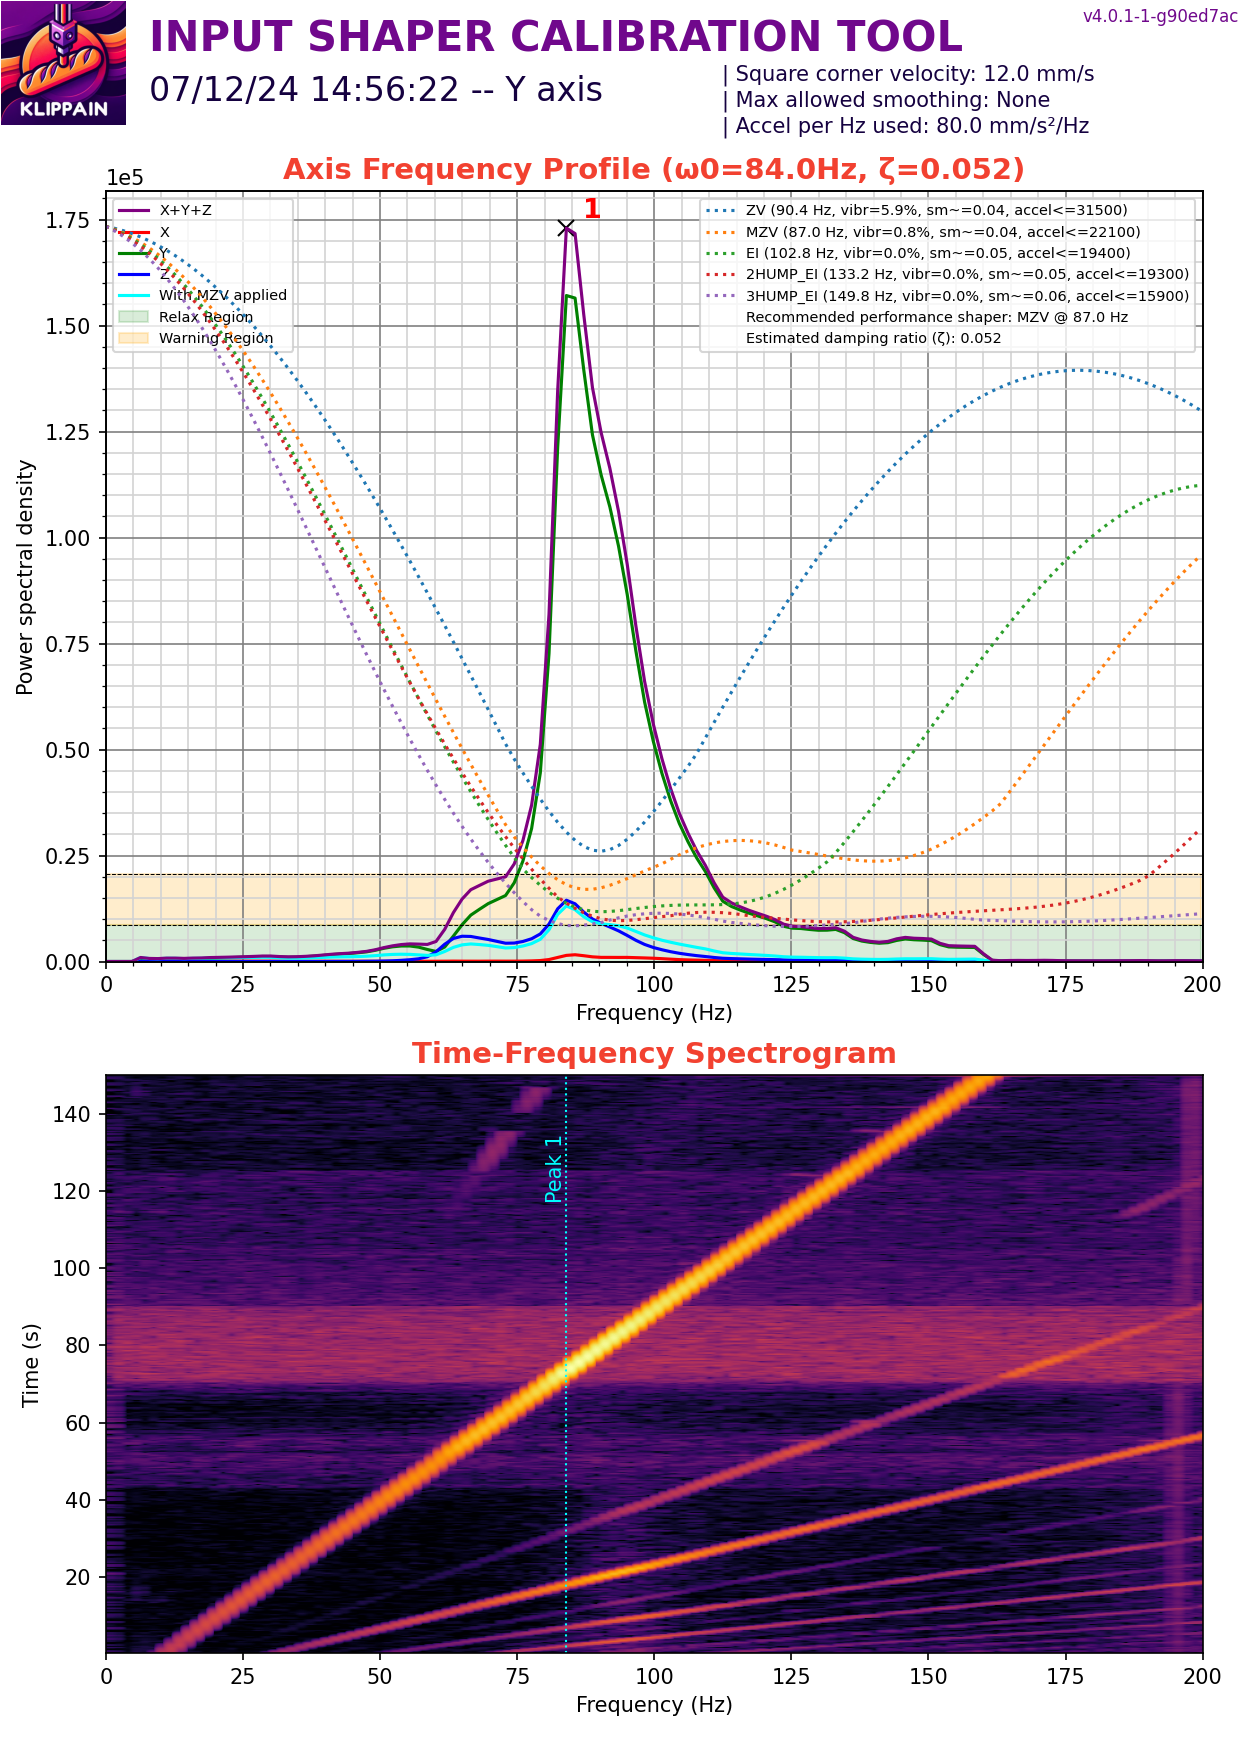 v4.0.1-1-g90ed7ac
INPUT SHAPER CALIBRATION TOOL
07/12/24 14:56:22 -- Y axis
| Square corner velocity: 12.0 mm/s
| Max allowed smoothing: None
| Accel per Hz used: 80.0 mm/s²/Hz
KLIPPAIN
Axis Frequency Profile (ω0=84.0Hz, ζ=0.052)
1e5
X+Y+Z
X
Y
Z
With MZV applied
Relax Region
Warning Region
1
ZV (90.4 Hz, vibr=5.9%, sm~=0.04, accel<=31500)
MZV (87.0 Hz, vibr=0.8%, sm~=0.04, accel<=22100)
EI (102.8 Hz, vibr=0.0%, sm~=0.05, accel<=19400)
2HUMP_EI (133.2 Hz, vibr=0.0%, sm~=0.05, accel<=19300)
3HUMP_EI (149.8 Hz, vibr=0.0%, sm~=0.06, accel<=15900)
Recommended performance shaper: MZV @ 87.0 Hz
Estimated damping ratio (ζ): 0.052
1.75
1.50
1.25
1.00
0.75
0.50
0.25
0.00
Power spectral density
0 25 50 75 100 125 150 175 200
Frequency (Hz)
Time-Frequency Spectrogram
140
120
100
80
60
40
20
Time (s)
Peak 1
0 25 50 75 100 125 150 175 200
Frequency (Hz)